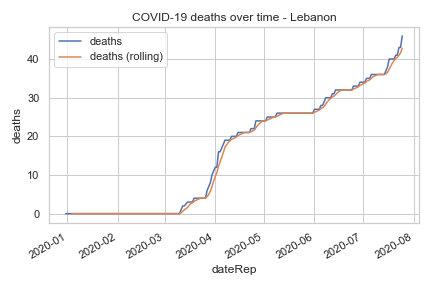 COVID-19 deaths over time - Lebanon
deaths
deaths (rolling)
40
30
20
10
0
deaths
2020-01
2020-02
2020-03
2020-04
2020-05
2020-06
2020-07
2020-08
dateRep